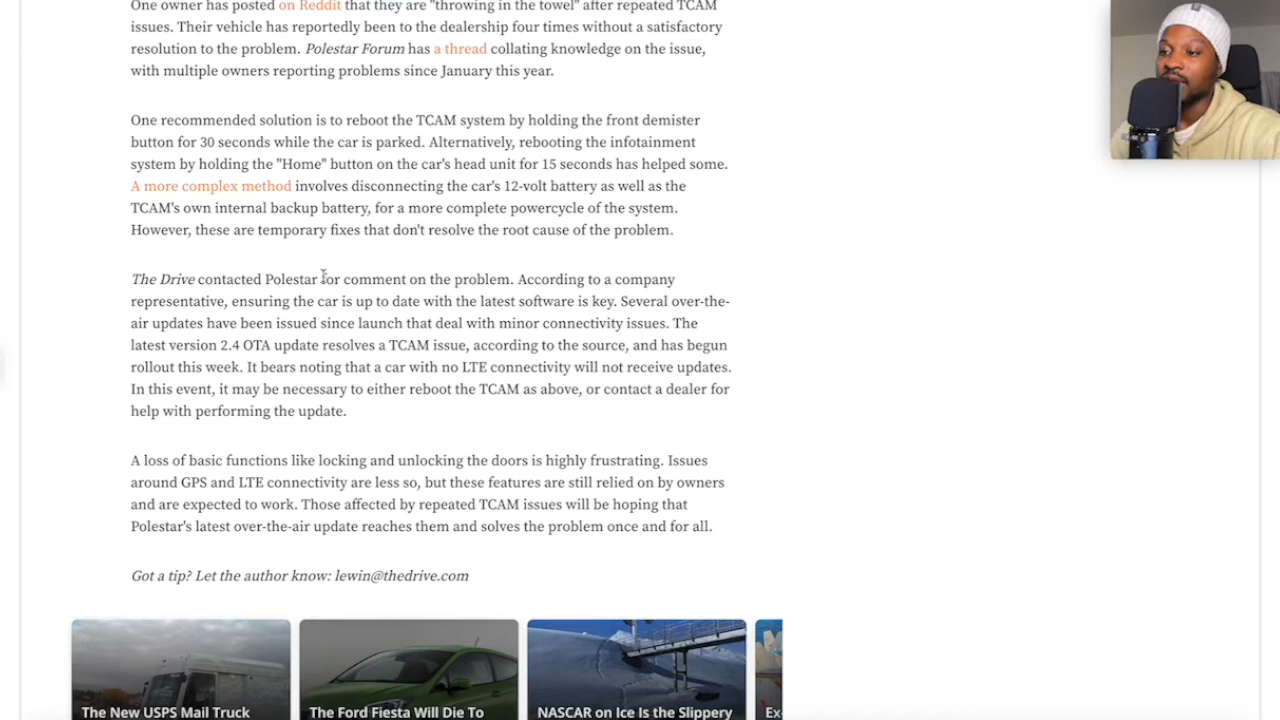 One owner has posted on Reddit that they are "throwing in the towel" after repeated TCAM
issues. Their vehicle has reportedly been to the dealership four times without a satisfactory
resolution to the problem. Polestar Forum has a thread collating knowledge on the issue,
with multiple owners reporting problems since January this year.
One recommended solution is to reboot the TCAM system by holding the front demister
button for 30 seconds while the car is parked. Alternatively, rebooting the infotainment
system by holding the "Home" button on the car's head unit for 15 seconds has helped some.
A more complex method involves disconnecting the car's 12-volt battery as well as the
TCAM's own internal backup battery, for a more complete powercycle of the system.
However, these are temporary fixes that don't resolve the root cause of the problem.
The Drive contacted Polestar for comment on the problem. According to a company
representative, ensuring the car is up to date with the latest software is key. Several over-the-
air updates have been issued since launch that deal with minor connectivity issues. The
latest version 2.4 OTA update resolves a TCAM issue, according to the source, and has begun
rollout this week. It bears noting that a car with no LTE connectivity will not receive updates.
In this event, it may be necessary to either reboot the TCAM as above, or contact a dealer for
help with performing the update.
A loss of basic functions like locking and unlocking the doors is highly frustrating. Issues
around GPS and LTE connectivity are less so, but these features are still relied on by owners
and are expected to work. Those affected by repeated TCAM issues will be hoping that
Polestar's latest over-the-air update reaches them and solves the problem once and for all.
Got a tip? Let the author know: lewin@thedrive.com
The New USPS Mail Truck
The Ford Fiesta Will Die To
NASCAR on Ice Is the Slippery
Ex